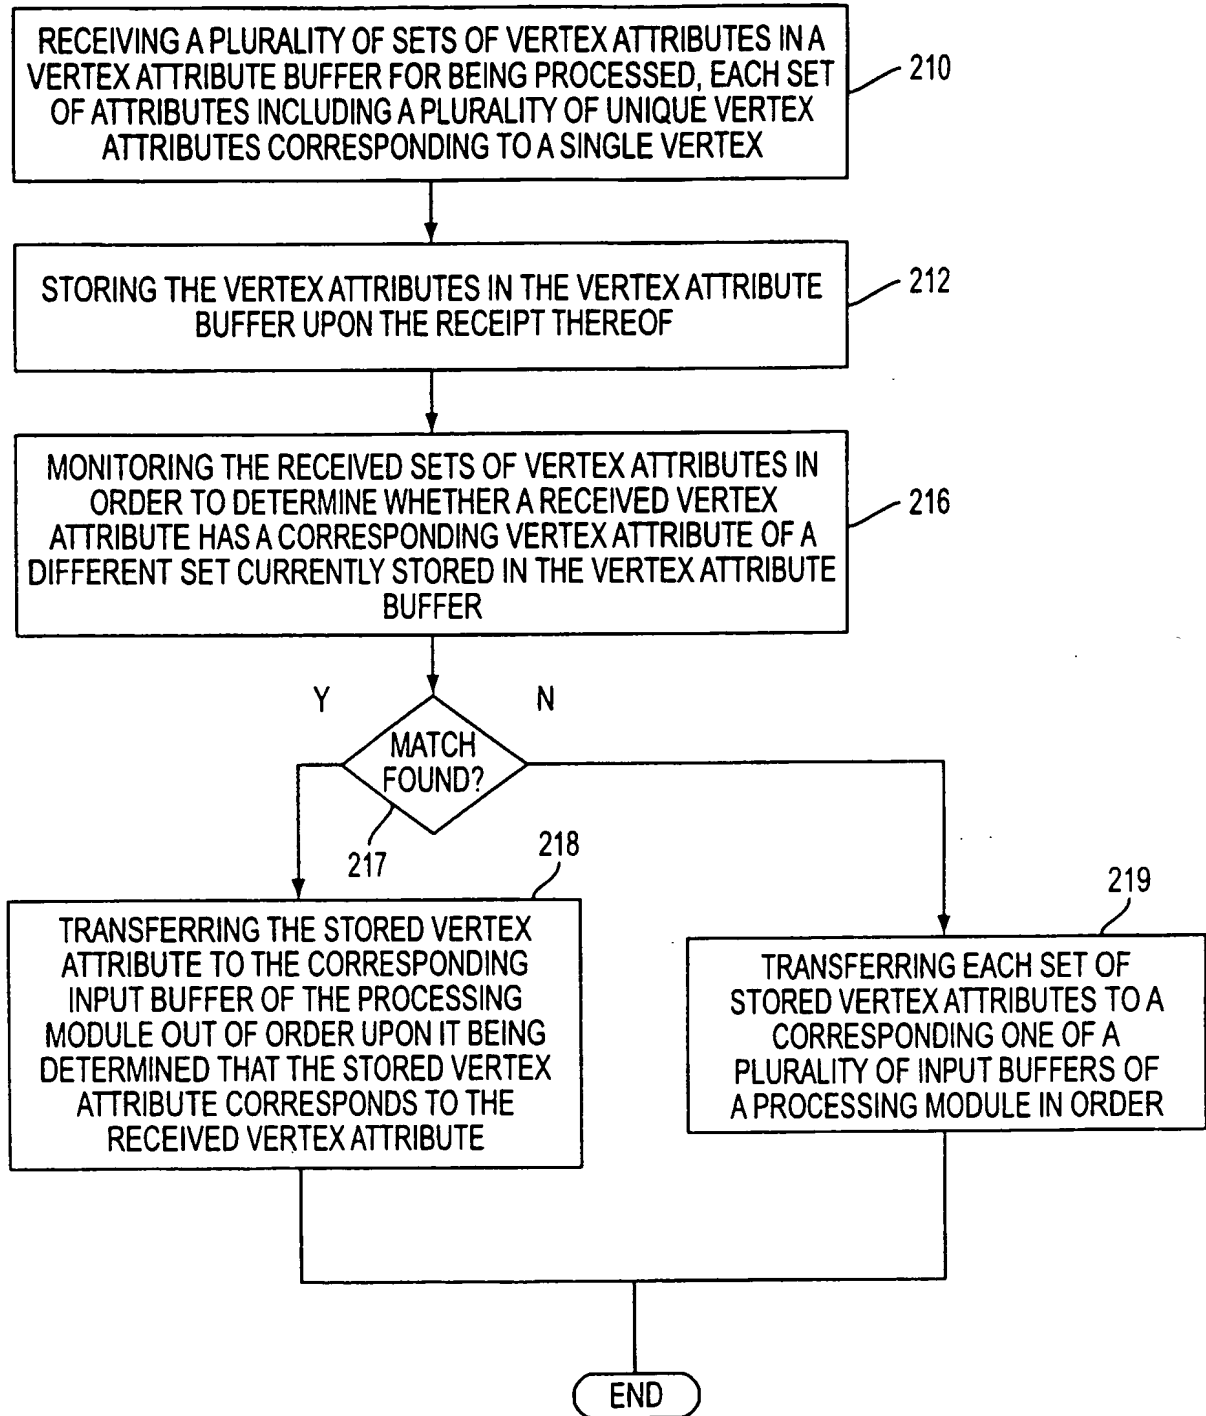 RECEIVING A PLURALITY OF SETS OF VERTEX ATTRIBUTES IN A
VERTEX ATTRIBUTE BUFFER FOR BEING PROCESSED, EACH SET
OF ATTRIBUTES INCLUDING A PLURALITY OF UNIQUE VERTEX
ATTRIBUTES CORRESPONDING TO A SINGLE VERTEX
210
STORING THE VERTEX ATTRIBUTES IN THE VERTEX ATTRIBUTE
BUFFER UPON THE RECEIPT THEREOF
212
MONITORING THE RECEIVED SETS OF VERTEX ATTRIBUTES IN
ORDER TO DETERMINE WHETHER A RECEIVED VERTEX
ATTRIBUTE HAS A CORRESPONDING VERTEX ATTRIBUTE OF A
DIFFERENT SET CURRENTLY STORED IN THE VERTEX ATTRIBUTE
BUFFER
216
Y
N
MATCH
FOUND?
217
218
TRANSFERRING THE STORED VERTEX
ATTRIBUTE TO THE CORRESPONDING
INPUT BUFFER OF THE PROCESSING
MODULE OUT OF ORDER UPON IT BEING
DETERMINED THAT THE STORED VERTEX
ATTRIBUTE CORRESPONDS TO THE
RECEIVED VERTEX ATTRIBUTE
219
TRANSFERRING EACH SET OF
STORED VERTEX ATTRIBUTES TO A
CORRESPONDING ONE OF A
PLURALITY OF INPUT BUFFERS OF
A PROCESSING MODULE IN ORDER
END